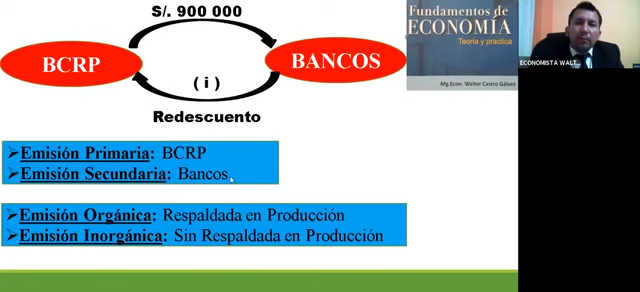 S/. 900 000
BCRP
BANCOS
( i )
Redescuento
Fundamentos de
ECONOMÍA
Teoría y práctica
Mg.Econ. Walter Castro Gálvez
ECONOMISTA WALT...
➢Emisión Primaria: BCRP
➢Emisión Secundaria: Bancos.
➢Emisión Orgánica: Respaldada en Producción
➢Emisión Inorgánica: Sin Respaldada en Producción